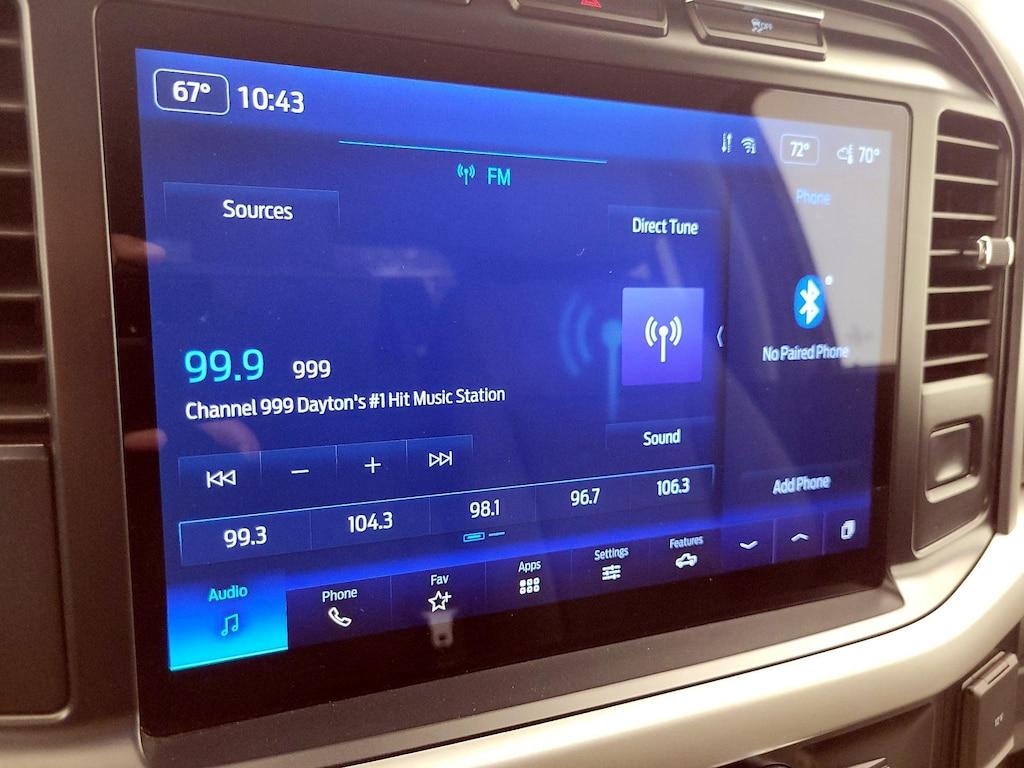 OFF
67° 10:43
72° 70°
FM
Phone
Sources
Direct Tune
99.9 999
No Paired Phone
Channel 999 Dayton's #1 Hit Music Station
Sound
Add Phone
99.3 104.3 98.1 96.7 106.3
Audio Phone Fav Apps Settings Features
12V